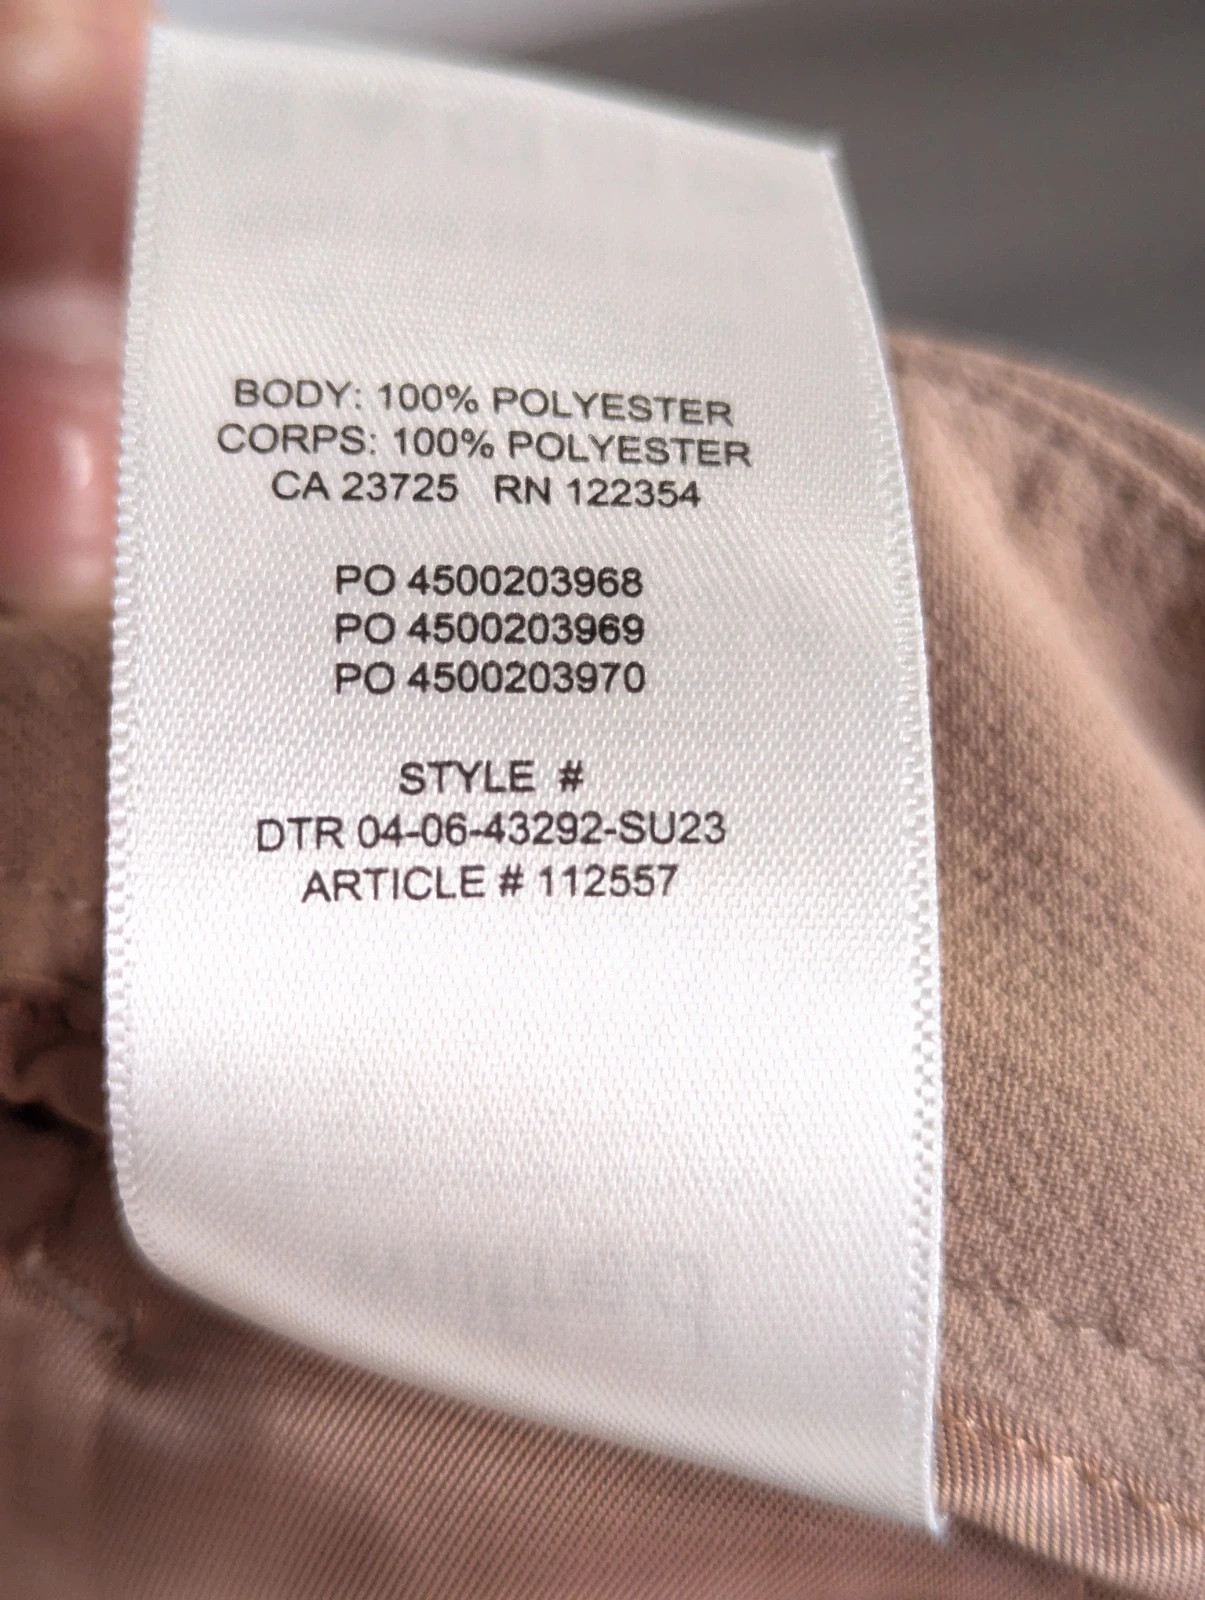 BODY: 100% POLYESTER
CORPS: 100% POLYESTER
CA 23725 RN 122354
PO 4500203968
PO 4500203969
PO 4500203970
STYLE #
DTR 04-06-43292-SU23
ARTICLE # 112557